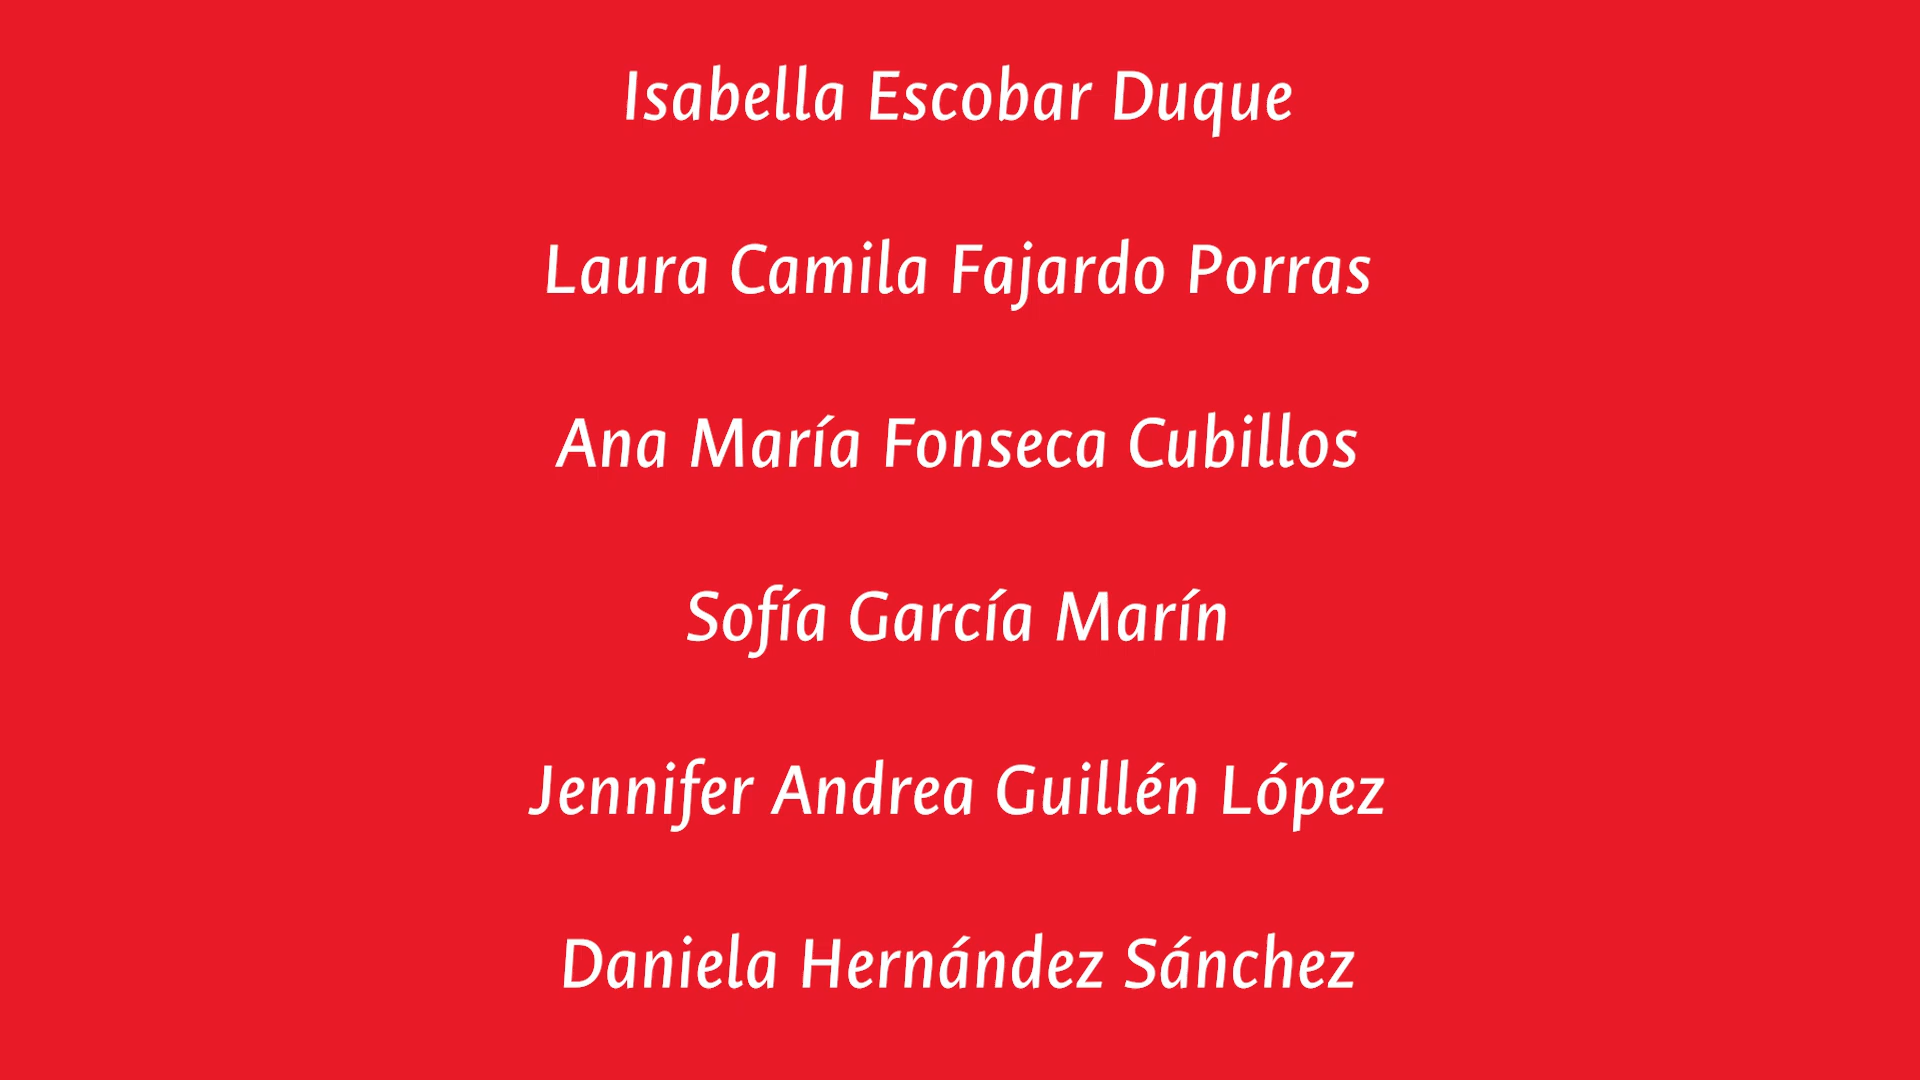 Isabella Escobar Duque
Laura Camila Fajardo Porras
Ana María Fonseca Cubillos
Sofía García Marín
Jennifer Andrea Guillén López
Daniela Hernández Sánchez